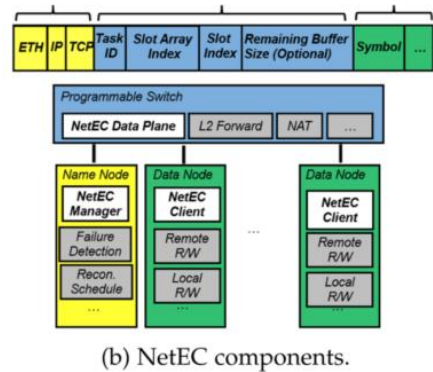 ETH IP TCP Task ID Slot Array Index Slot Index Remaining Buffer Size (Optional) Symbol ...
Programmable Switch
NetEC Data Plane L2 Forward NAT ...
Name Node
NetEC Manager
Failure Detection
Recon. Schedule
...
Data Node
NetEC Client
Remote R/W
Local R/W
...
...
Data Node
NetEC Client
Remote R/W
Local R/W
...
(b) NetEC components.